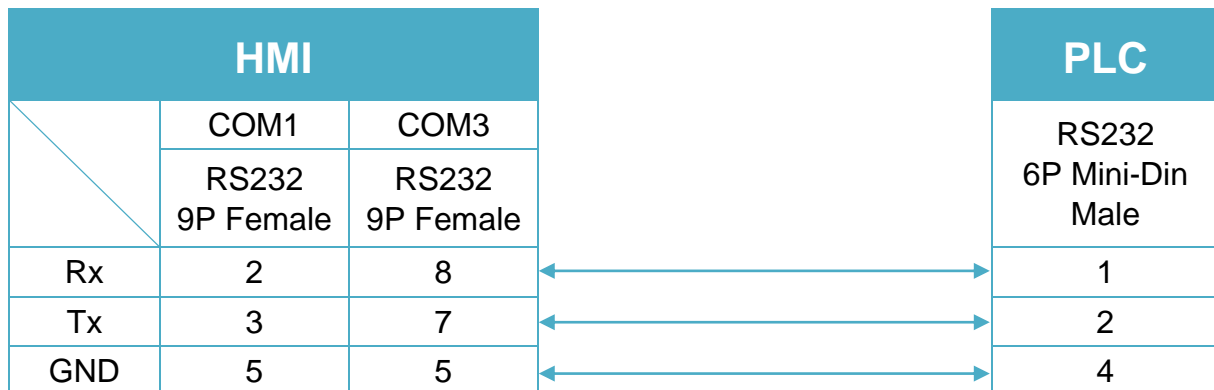 HMI PLC
COM1 COM3
RS232
9P Female
RS232
9P Female
RS232
6P Mini-Din
Male
Rx 2 8 1
Tx 3 7 2
GND 5 5 4